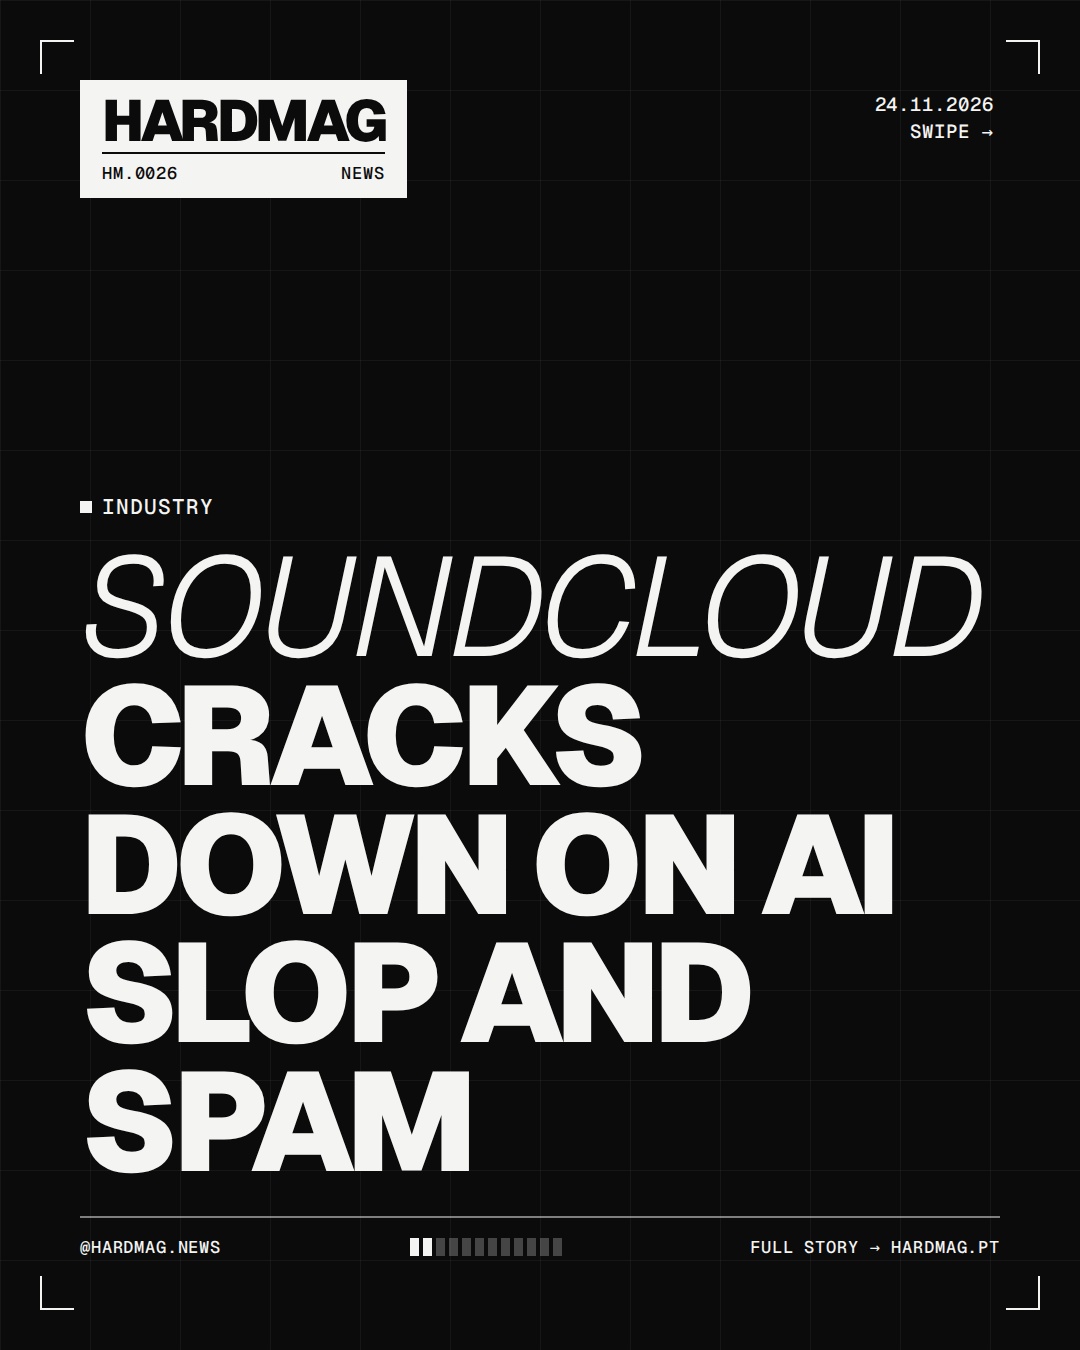 HARDMAG
HM.0026 NEWS
24.11.2026
SWIPE →
INDUSTRY
SOUNDCLOUD
CRACKS
DOWN ON AI
SLOP AND
SPAM
@HARDMAG.NEWS
FULL STORY → HARDMAG.PT